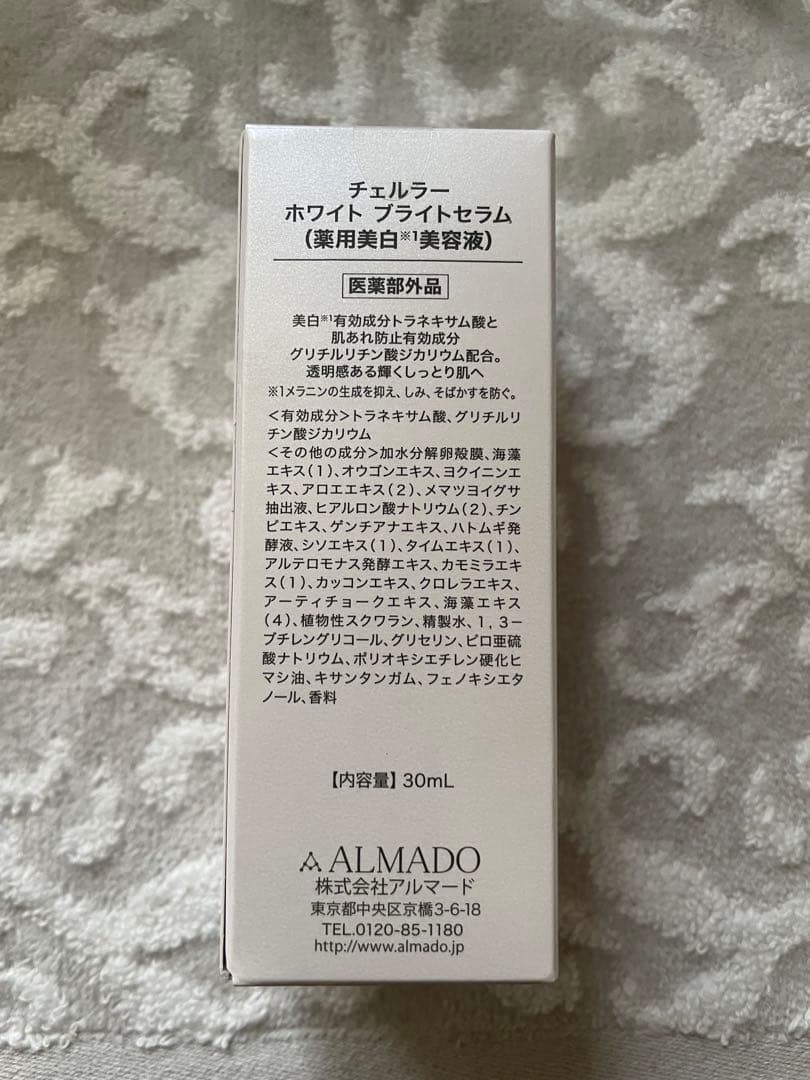 チェルラー
ホワイト ブライトセラム
(薬用美白※1美容液)
医薬部外品
美白※1有効成分トラネキサム酸と
肌あれ防止有効成分
グリチルリチン酸ジカリウム配合。
透明感ある輝くしっとり肌へ
※1メラニンの生成を抑え、しみ、そばかすを防ぐ。
＜有効成分＞トラネキサム酸、グリチルリ
チン酸ジカリウム
＜その他の成分＞加水分解卵殻膜、海藻
エキス(1)、オウゴンエキス、ヨクイニンエ
キス、アロエエキス(2)、メマツヨイグサ
抽出液、ヒアルロン酸ナトリウム(2)、チン
ピエキス、ゲンチアナエキス、ハトムギ発
酵液、シソエキス(1)、タイムエキス(1)、
アルテロモナス発酵エキス、カモミラエキ
ス(1)、カッコンエキス、クロレラエキス、
アーティチョークエキス、海藻エキス
(4)、植物性スクワラン、精製水、1,3－
ブチレングリコール、グリセリン、ピロ亜硫
酸ナトリウム、ポリオキシエチレン硬化ヒ
マシ油、キサンタンガム、フェノキシエタ
ノール、香料
【内容量】30mL
ALMADO
株式会社アルマード
東京都中央区京橋3-6-18
TEL.0120-85-1180
http://www.almado.jp